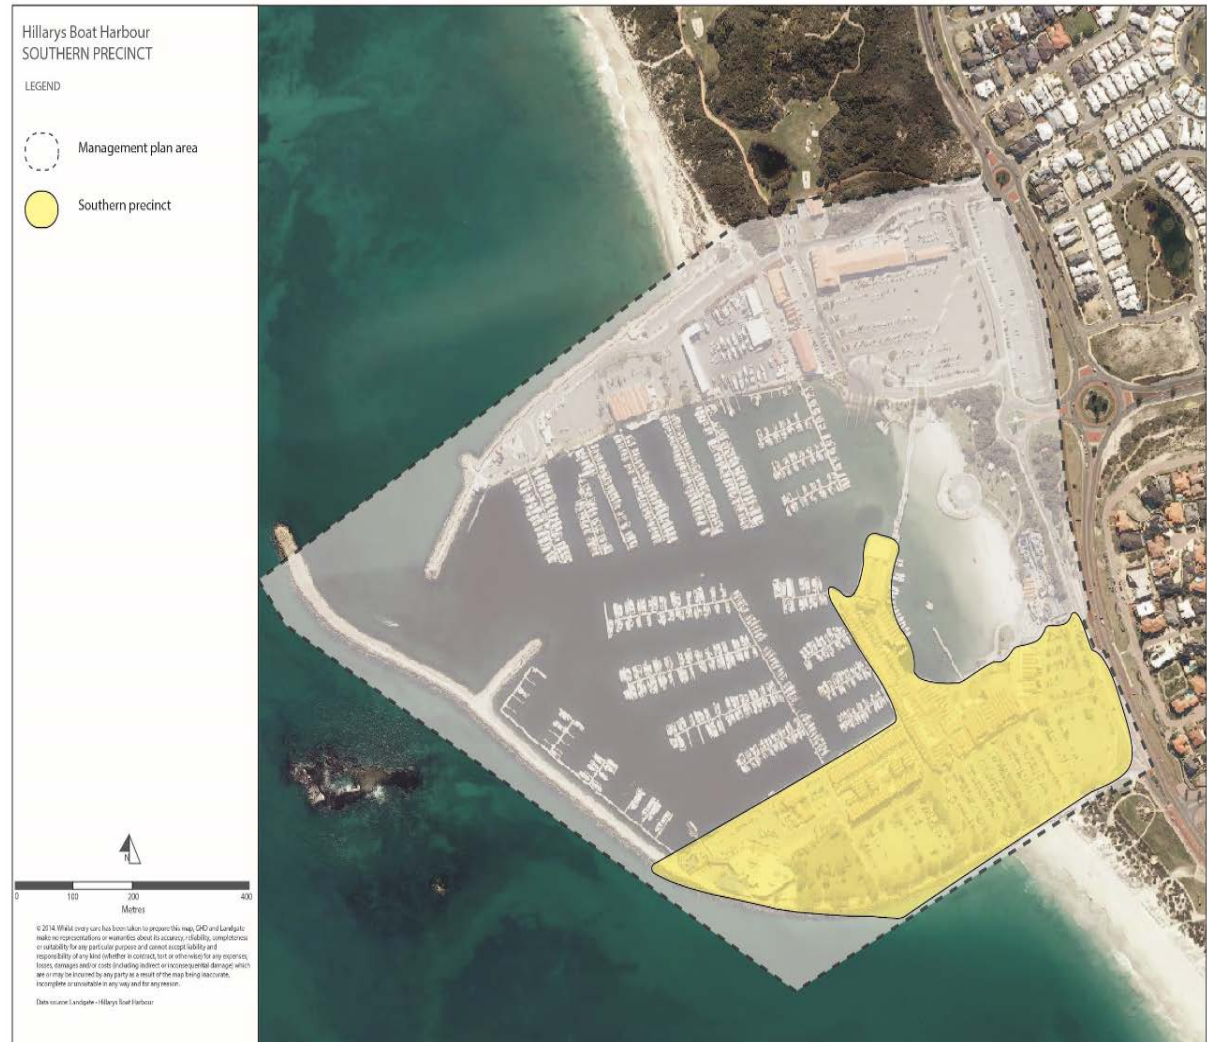 Hillarys Boat Harbour
SOUTHERN PRECINCT
LEGEND
Management plan area
Southern precinct
N
0 100 200 400
Metres
© 2014. Whilst every care has been taken to prepare this map, GHD and Landgate
make no representations or warranties about its accuracy, reliability, completeness
or suitability for any particular purpose and cannot accept liability and
responsibility of any kind (whether in contract, tort or otherwise) for any expenses,
losses, damages and/or costs (including indirect or inconsequential damage) which
are or may be incurred by any party as a result of the map being inaccurate,
incomplete or unsuitable in any way and for any reason.
Data source: Landgate - Hillarys Boat Harbour